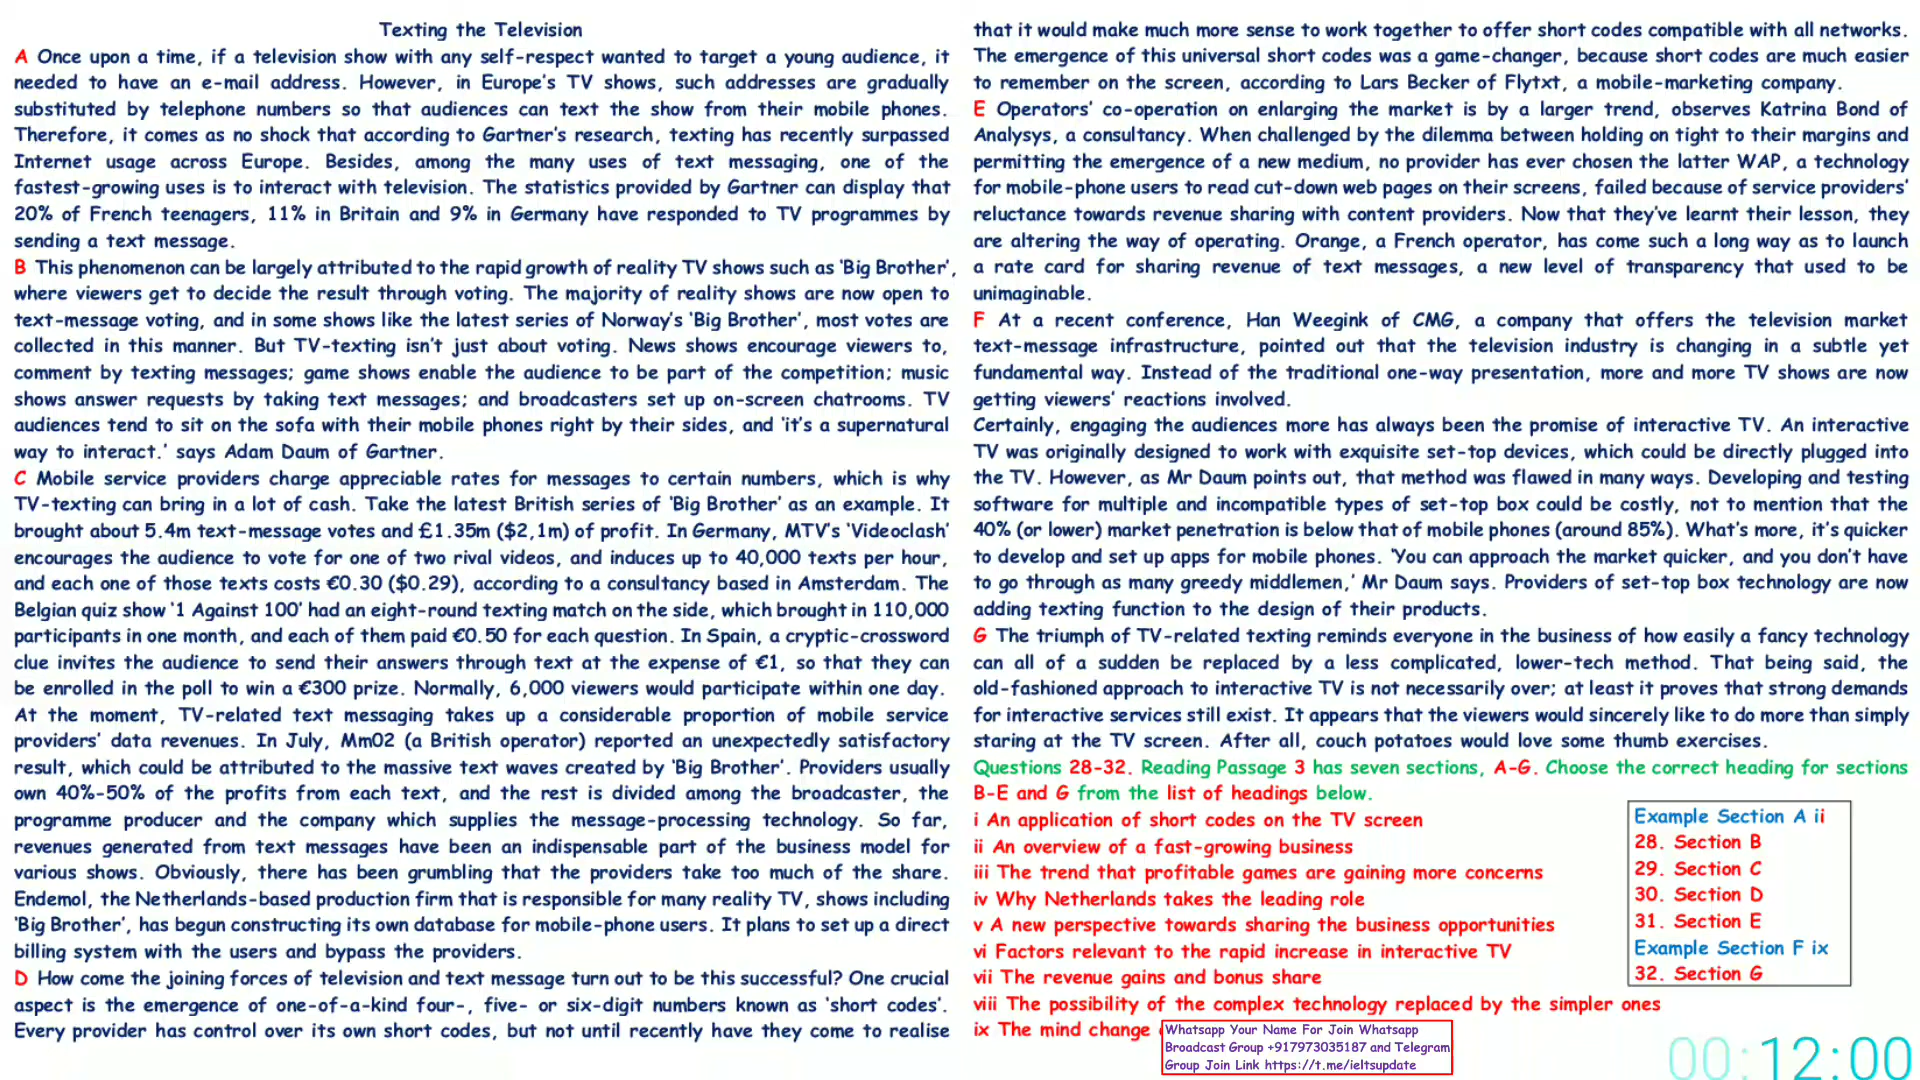 Texting the Television
A Once upon a time, if a television show with any self-respect wanted to target a young audience, it
needed to have an e-mail address. However, in Europe's TV shows, such addresses are gradually
substituted by telephone numbers so that audiences can text the show from their mobile phones.
Therefore, it comes as no shock that according to Gartner's research, texting has recently surpassed
Internet usage across Europe. Besides, among the many uses of text messaging, one of the
fastest-growing uses is to interact with television. The statistics provided by Gartner can display that
20% of French teenagers, 11% in Britain and 9% in Germany have responded to TV programmes by
sending a text message.
B This phenomenon can be largely attributed to the rapid growth of reality TV shows such as 'Big Brother',
where viewers get to decide the result through voting. The majority of reality shows are now open to
text-message voting, and in some shows like the latest series of Norway's 'Big Brother', most votes are
collected in this manner. But TV-texting isn't just about voting. News shows encourage viewers to,
comment by texting messages; game shows enable the audience to be part of the competition; music
shows answer requests by taking text messages; and broadcasters set up on-screen chatrooms. TV
audiences tend to sit on the sofa with their mobile phones right by their sides, and 'it's a supernatural
way to interact.' says Adam Daum of Gartner.
C Mobile service providers charge appreciable rates for messages to certain numbers, which is why
TV-texting can bring in a lot of cash. Take the latest British series of 'Big Brother' as an example. It
brought about 5.4m text-message votes and £1.35m ($2,1m) of profit. In Germany, MTV's 'Videoclash'
encourages the audience to vote for one of two rival videos, and induces up to 40,000 texts per hour,
and each one of those texts costs €0.30 ($0.29), according to a consultancy based in Amsterdam. The
Belgian quiz show '1 Against 100' had an eight-round texting match on the side, which brought in 110,000
participants in one month, and each of them paid €0.50 for each question. In Spain, a cryptic-crossword
clue invites the audience to send their answers through text at the expense of €1, so that they can
be enrolled in the poll to win a €300 prize. Normally, 6,000 viewers would participate within one day.
At the moment, TV-related text messaging takes up a considerable proportion of mobile service
providers' data revenues. In July, Mm02 (a British operator) reported an unexpectedly satisfactory
result, which could be attributed to the massive text waves created by 'Big Brother'. Providers usually
own 40%-50% of the profits from each text, and the rest is divided among the broadcaster, the
programme producer and the company which supplies the message-processing technology. So far,
revenues generated from text messages have been an indispensable part of the business model for
various shows. Obviously, there has been grumbling that the providers take too much of the share.
Endemol, the Netherlands-based production firm that is responsible for many reality TV, shows including
'Big Brother', has begun constructing its own database for mobile-phone users. It plans to set up a direct
billing system with the users and bypass the providers.
D How come the joining forces of television and text message turn out to be this successful? One crucial
aspect is the emergence of one-of-a-kind four-, five- or six-digit numbers known as 'short codes'.
Every provider has control over its own short codes, but not until recently have they come to realise
that it would make much more sense to work together to offer short codes compatible with all networks.
The emergence of this universal short codes was a game-changer, because short codes are much easier
to remember on the screen, according to Lars Becker of Flytxt, a mobile-marketing company.
E Operators' co-operation on enlarging the market is by a larger trend, observes Katrina Bond of
Analysys, a consultancy. When challenged by the dilemma between holding on tight to their margins and
permitting the emergence of a new medium, no provider has ever chosen the latter WAP, a technology
for mobile-phone users to read cut-down web pages on their screens, failed because of service providers'
reluctance towards revenue sharing with content providers. Now that they've learnt their lesson, they
are altering the way of operating. Orange, a French operator, has come such a long way as to launch
a rate card for sharing revenue of text messages, a new level of transparency that used to be
unimaginable.
F At a recent conference, Han Weegink of CMG, a company that offers the television market
text-message infrastructure, pointed out that the television industry is changing in a subtle yet
fundamental way. Instead of the traditional one-way presentation, more and more TV shows are now
getting viewers' reactions involved.
Certainly, engaging the audiences more has always been the promise of interactive TV. An interactive
TV was originally designed to work with exquisite set-top devices, which could be directly plugged into
the TV. However, as Mr Daum points out, that method was flawed in many ways. Developing and testing
software for multiple and incompatible types of set-top box could be costly, not to mention that the
40% (or lower) market penetration is below that of mobile phones (around 85%). What's more, it's quicker
to develop and set up apps for mobile phones. 'You can approach the market quicker, and you don't have
to go through as many greedy middlemen,' Mr Daum says. Providers of set-top box technology are now
adding texting function to the design of their products.
G The triumph of TV-related texting reminds everyone in the business of how easily a fancy technology
can all of a sudden be replaced by a less complicated, lower-tech method. That being said, the
old-fashioned approach to interactive TV is not necessarily over; at least it proves that strong demands
for interactive services still exist. It appears that the viewers would sincerely like to do more than simply
staring at the TV screen. After all, couch potatoes would love some thumb exercises.
Questions 28-32. Reading Passage 3 has seven sections, A-G. Choose the correct heading for sections
B-E and G from the list of headings below.
i An application of short codes on the TV screen
ii An overview of a fast-growing business
iii The trend that profitable games are gaining more concerns
iv Why Netherlands takes the leading role
v A new perspective towards sharing the business opportunities
vi Factors relevant to the rapid increase in interactive TV
vii The revenue gains and bonus share
viii The possibility of the complex technology replaced by the simpler ones
ix The mind change
Example Section A ii
28. Section B
29. Section C
30. Section D
31. Section E
Example Section F ix
32. Section G
Whatsapp Your Name For Join Whatsapp
Broadcast Group +917973035187 and Telegram
Group Join Link https://t.me/ieltsupdate
00:12:00